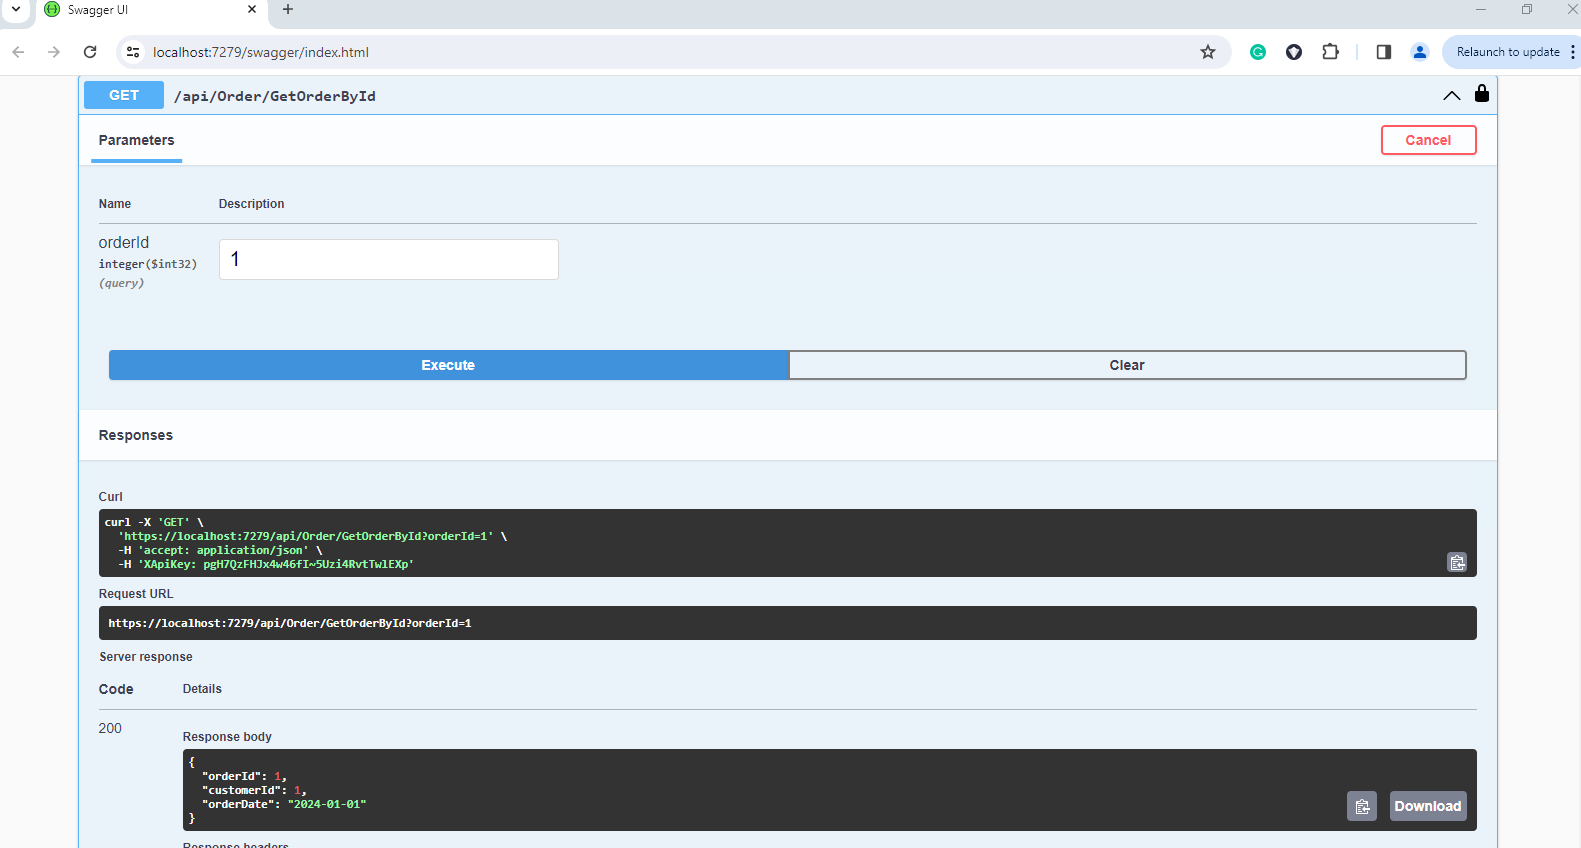 Swagger UI
localhost:7279/swagger/index.html
Relaunch to update
GET /api/Order/GetOrderById
Parameters
Cancel
Name Description
orderId
integer($int32)
(query)
1
Execute Clear
Responses
Curl
curl -X 'GET' \
'https://localhost:7279/api/Order/GetOrderById?orderId=1' \
-H 'accept: application/json' \
-H 'XApiKey: pgH7QzFHJx4w46fI~5Uzi4RvtTwlEXp'
Request URL
https://localhost:7279/api/Order/GetOrderById?orderId=1
Server response
Code Details
200
Response body
{
"orderId": 1,
"customerId": 1,
"orderDate": "2024-01-01"
}
Download
Response headers